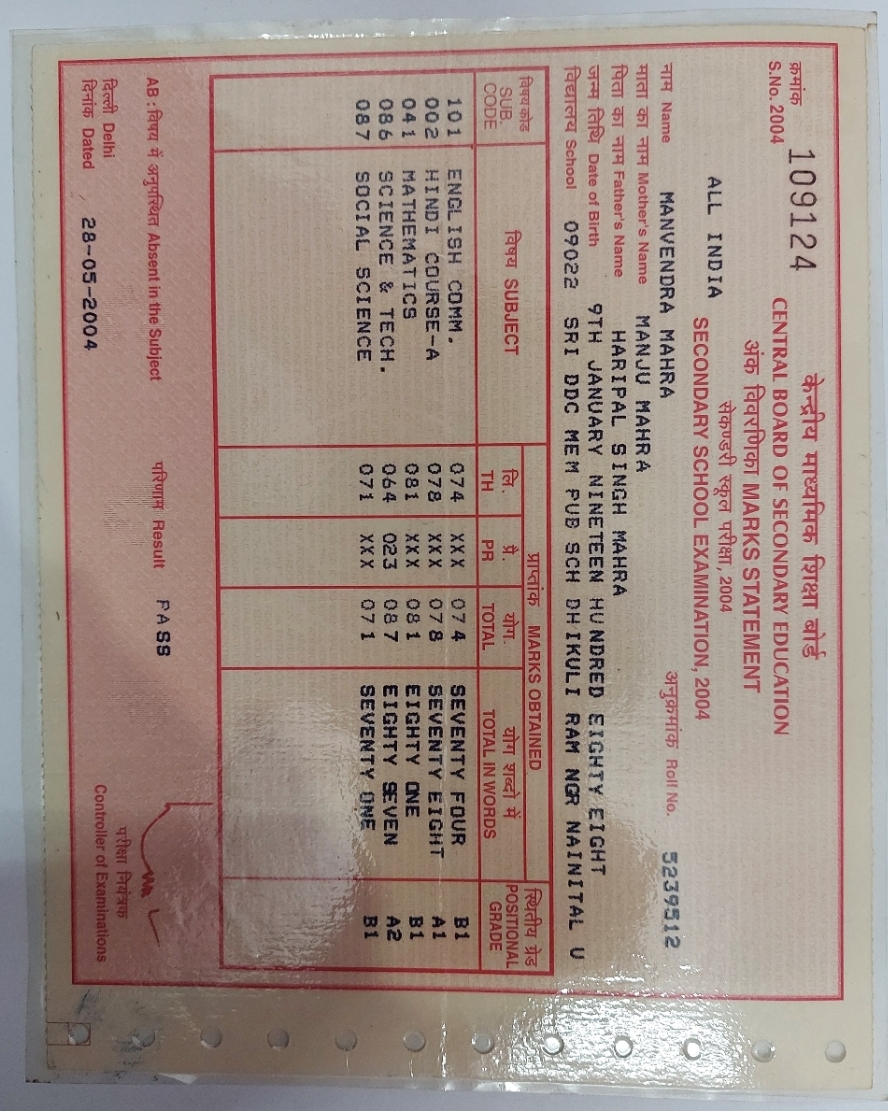 क्रमांक
S.No. 2004 109124
केन्द्रीय माध्यमिक शिक्षा बोर्ड
CENTRAL BOARD OF SECONDARY EDUCATION
अंक विवरणिका MARKS STATEMENT
सेकण्डरी स्कूल परीक्षा, 2004
ALL INDIA SECONDARY SCHOOL EXAMINATION, 2004
नाम Name MANVENDRA MAHRA अनुक्रमांक Roll No. 5239512
माता का नाम Mother's Name MANJU MAHRA
पिता का नाम Father's Name HARIPAL SINGH MAHRA
जन्म तिथि Date of Birth 9TH JANUARY NINETEEN HUNDRED EIGHTY EIGHT
विद्यालय School 09022 SRI DDC MEM PUB SCH DHIKULI RAM NGR NAINITAL U
विषय कोड SUB. CODE विषय SUBJECT प्राप्तांक MARKS OBTAINED स्थितीय ग्रेड POSITIONAL GRADE
लि. TH प्रै. PR योग. TOTAL योग शब्दों में TOTAL IN WORDS
101 ENGLISH COMM. 074 XXX 074 SEVENTY FOUR B1
002 HINDI COURSE-A 078 XXX 078 SEVENTY EIGHT A1
041 MATHEMATICS 081 XXX 081 EIGHTY ONE B1
086 SCIENCE & TECH. 064 023 087 EIGHTY SEVEN A2
087 SOCIAL SCIENCE 071 XXX 071 SEVENTY ONE B1
AB : विषय में अनुपस्थित Absent in the Subject परिणाम Result PASS
दिल्ली Delhi
दिनांक Dated 28-05-2004
परीक्षा नियंत्रक
Controller of Examinations